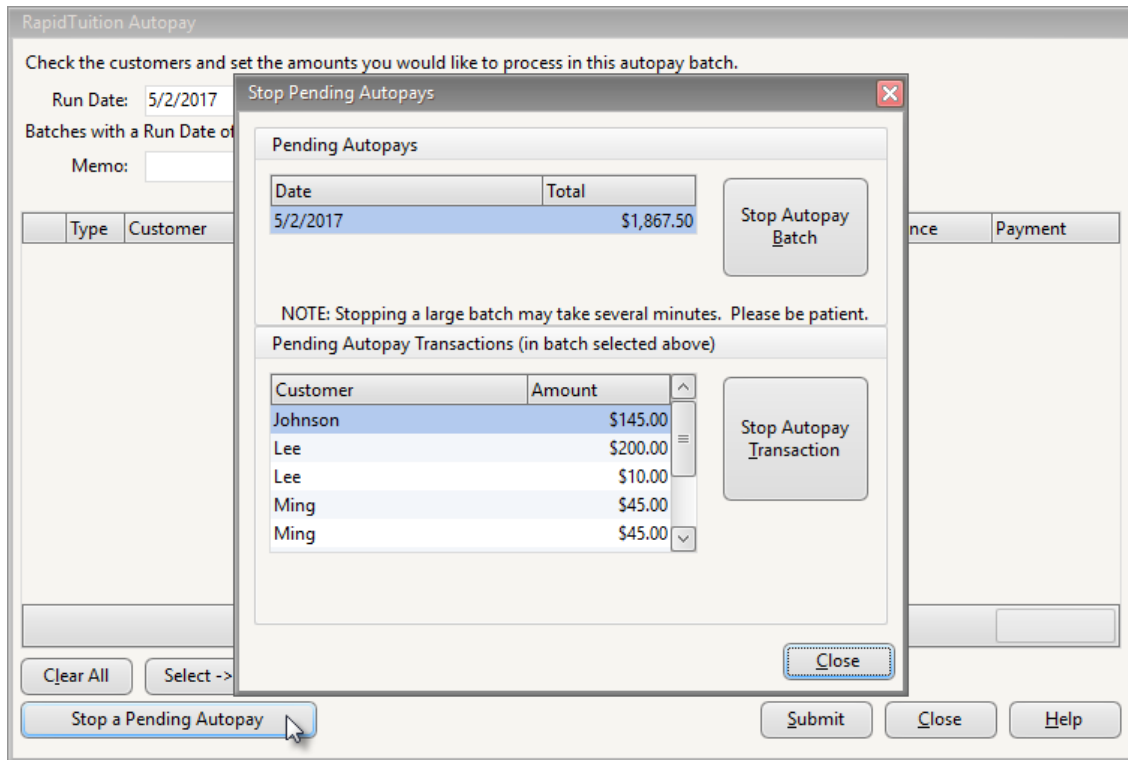 RapidTuition Autopay
Check the customers and set the amounts you would like to process in this autopay batch.
Run Date: 5/2/2017
Batches with a Run Date of
Memo:
Type Customer
Stop Pending Autopays
Pending Autopays
Date Total
5/2/2017 $1,867.50
Stop Autopay
Batch
NOTE: Stopping a large batch may take several minutes. Please be patient.
Pending Autopay Transactions (in batch selected above)
Customer Amount
Johnson $145.00
Lee $200.00
Lee $10.00
Ming $45.00
Ming $45.00
Stop Autopay
Transaction
Close
nce Payment
Clear All Select ->
Stop a Pending Autopay
Submit Close Help